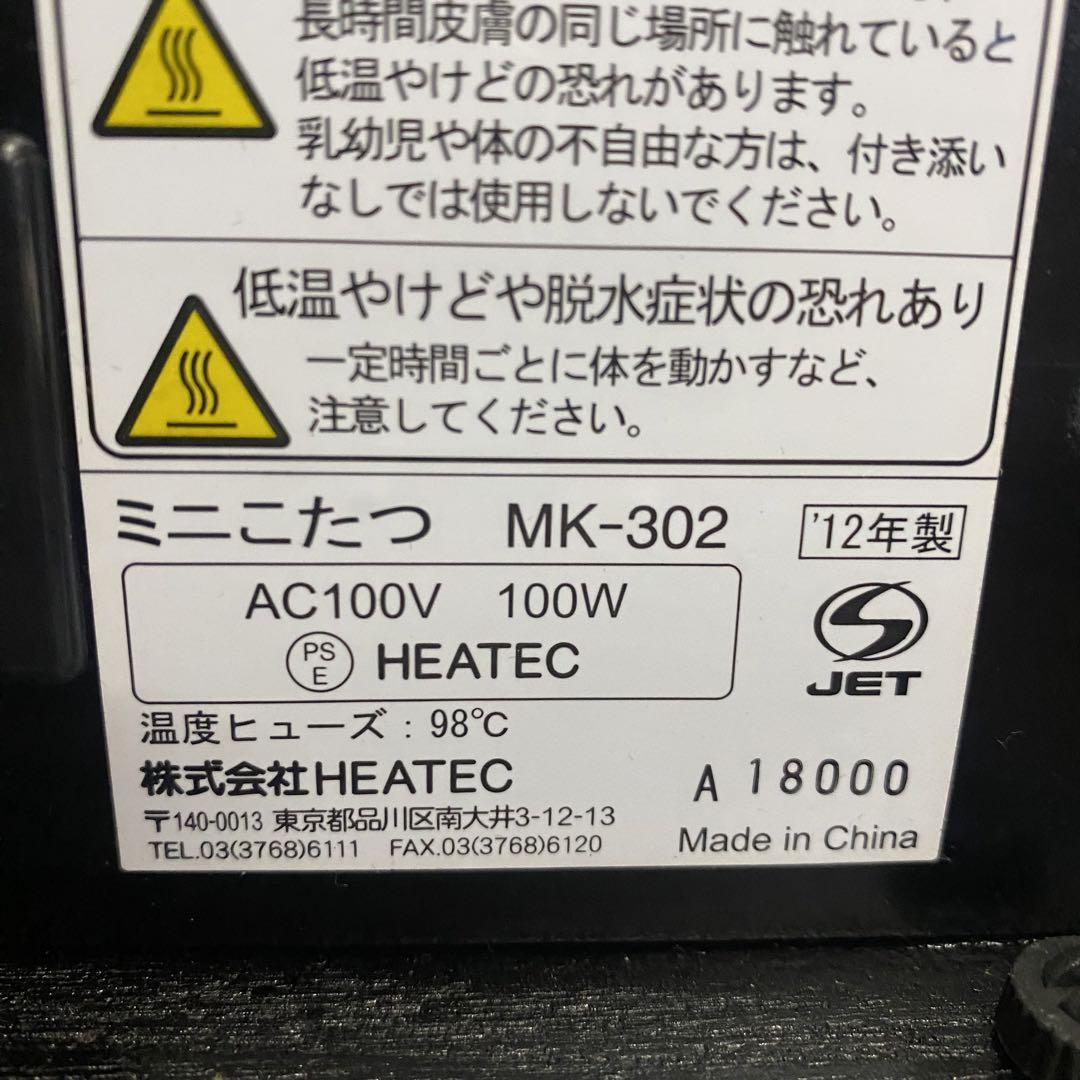 長時間皮膚の同じ場所に触れていると
低温やけどの恐れがあります。
乳幼児や体の不自由な方は、付き添い
なしでは使用しないでください。
低温やけどや脱水症状の恐れあり
一定時間ごとに体を動かすなど、
注意してください。
ミニこたつ MK-302 '12年製
AC100V 100W
PS
E HEATEC
JET
温度ヒューズ：98℃
株式会社HEATEC A 18000
〒140-0013 東京都品川区南大井3-12-13
TEL.03(3768)6111 FAX.03(3768)6120 Made in China